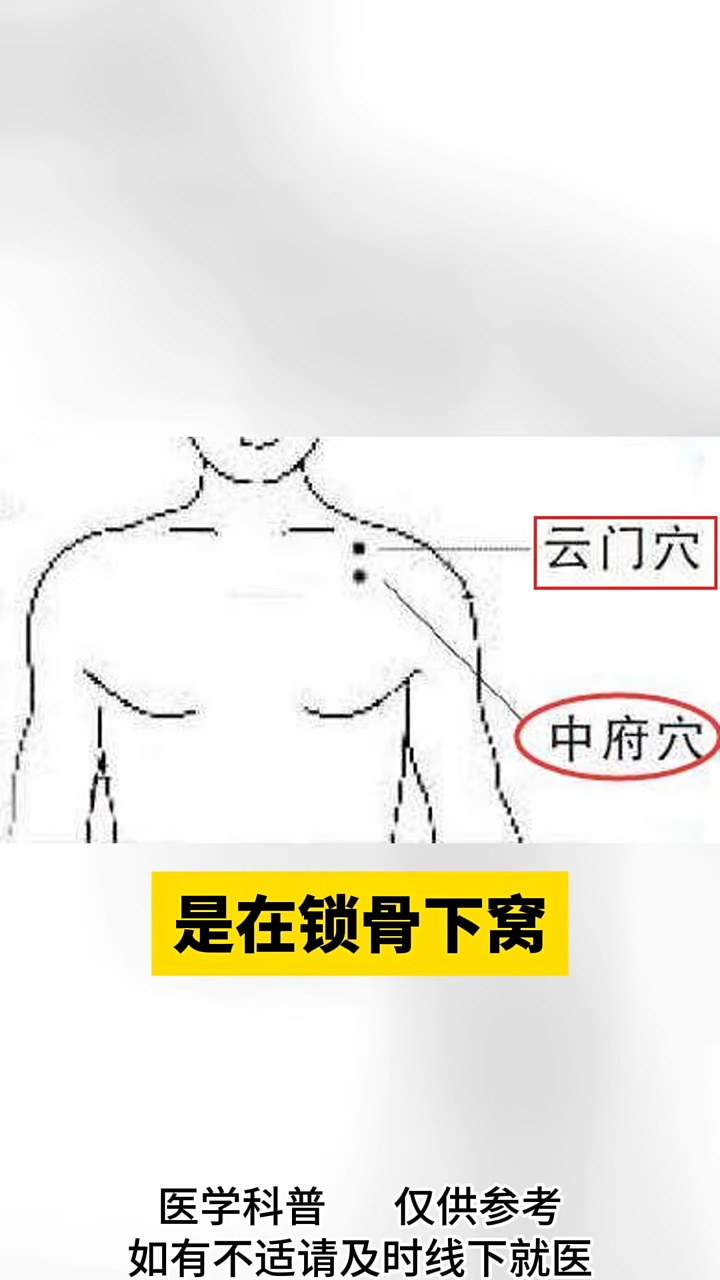 云门穴
中府穴
是在锁骨下窝
医学科普 仅供参考
如有不适请及时线下就医